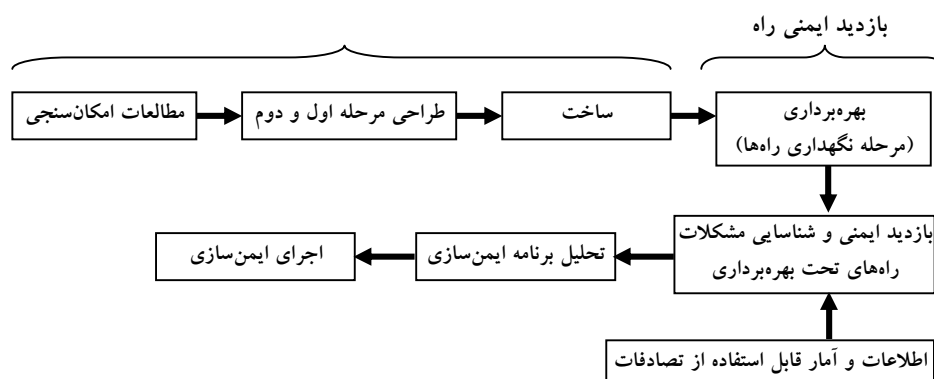 بازدید ایمنی راه
بهره‌برداری
(مرحله نگهداری راه‌ها)
ساخت
طراحی مرحله اول و دوم
مطالعات امکان‌سنجی
بازدید ایمنی و شناسایی مشکلات
راه‌های تحت بهره‌برداری
تحلیل برنامه ایمن‌سازی
اجرای ایمن‌سازی
اطلاعات و آمار قابل استفاده از تصادفات